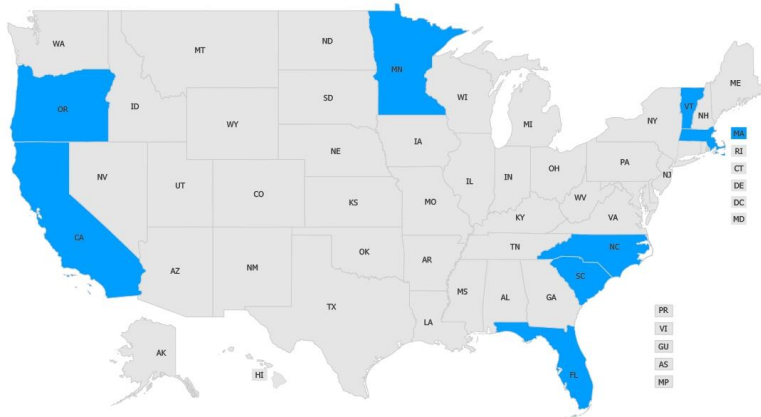 WA
MT
ND
MN
OR
ID
SD
WI
MI
VT
NH
ME
WY
NY
MA
IA
RI
NV
NE
PA
CT
UT
CO
IL
IN
OH
NJ
DE
DC
CA
KS
MO
WV
VA
MD
KY
AZ
NM
OK
AR
TN
NC
SC
MS
AL
GA
TX
LA
PR
VI
GU
AS
MP
AK
HI
FL